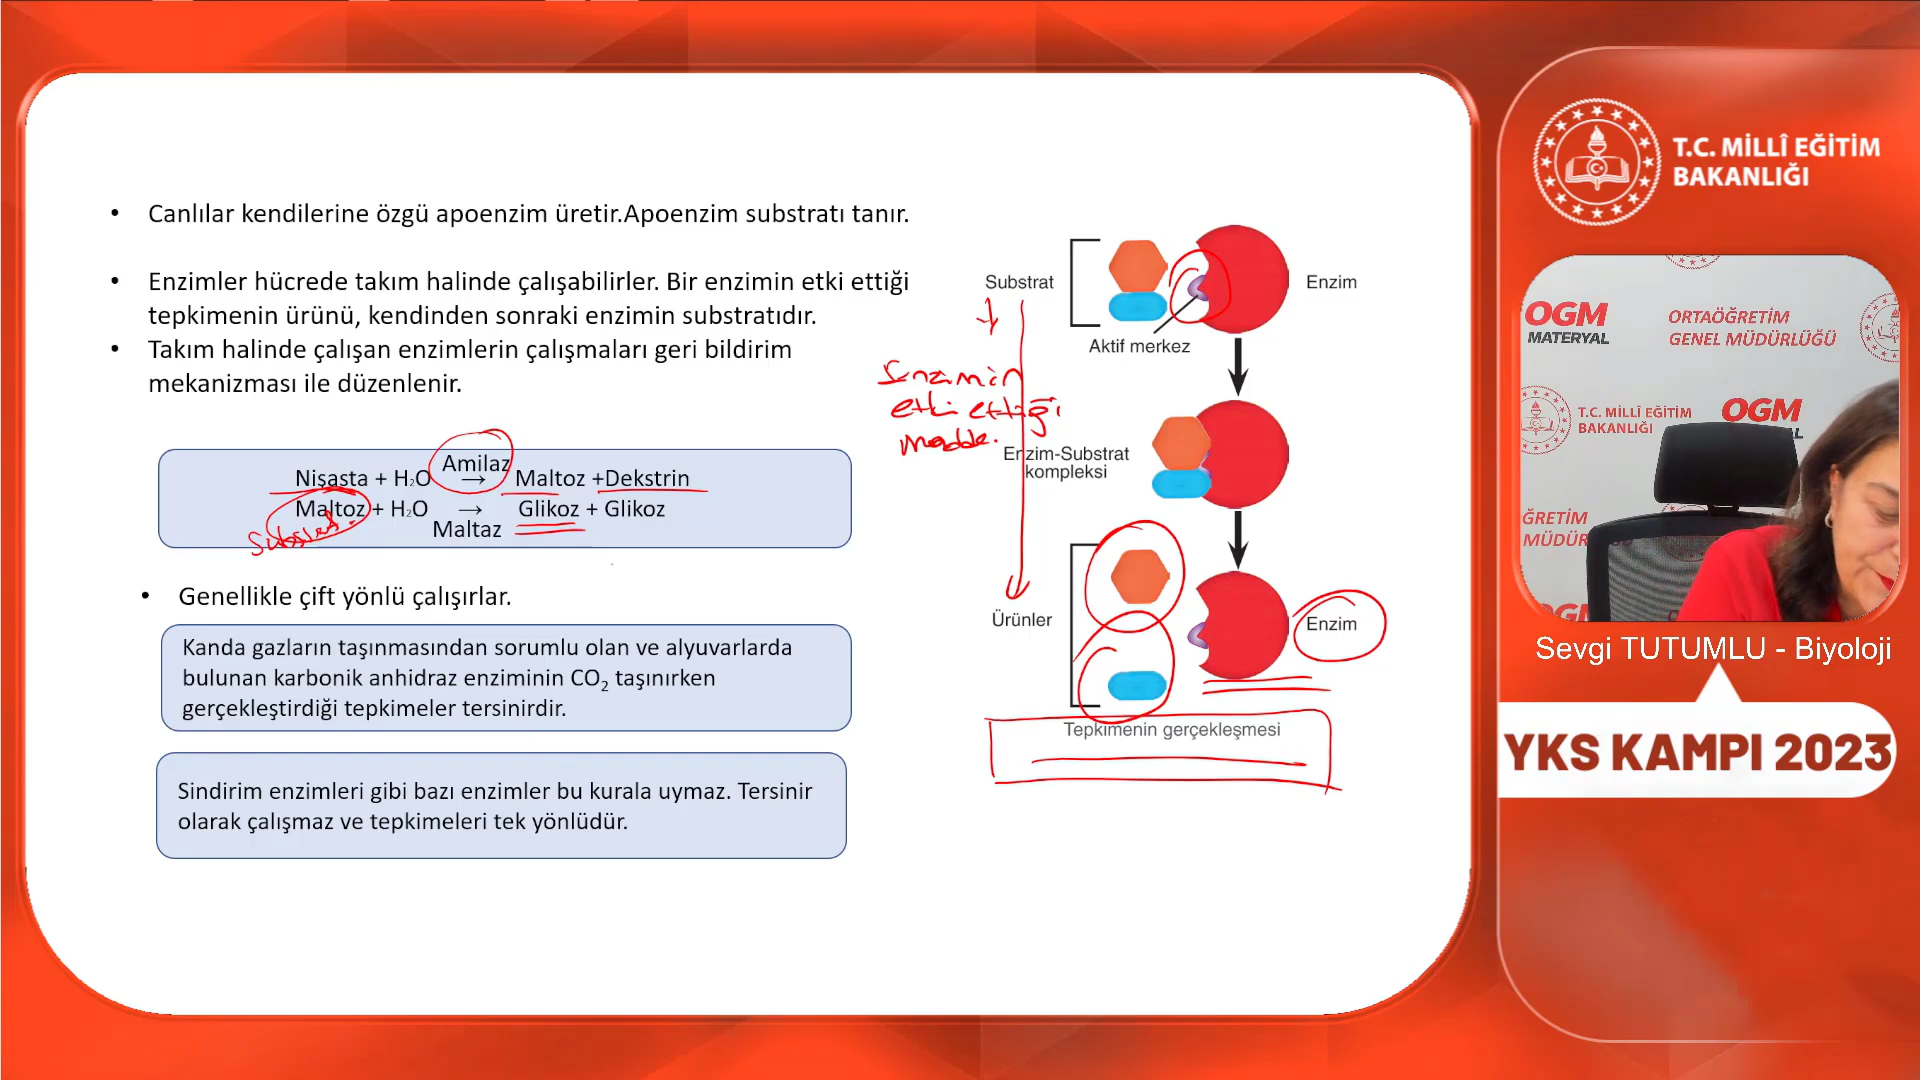 • Canlılar kendilerine özgü apoenzim üretir.Apoenzim substratı tanır.
• Enzimler hücrede takım halinde çalışabilirler. Bir enzimin etki ettiği
tepkimenin ürünü, kendinden sonraki enzimin substratıdır.
• Takım halinde çalışan enzimlerin çalışmaları geri bildirim
mekanizması ile düzenlenir.
Amilaz
Nişasta + H₂O → Maltoz +Dekstrin
Maltoz + H₂O → Glikoz + Glikoz
Maltaz
Substrat.
• Genellikle çift yönlü çalışırlar.
Kanda gazların taşınmasından sorumlu olan ve alyuvarlarda
bulunan karbonik anhidraz enziminin CO₂ taşınırken
gerçekleştirdiği tepkimeler tersinirdir.
Sindirim enzimleri gibi bazı enzimler bu kurala uymaz. Tersinir
olarak çalışmaz ve tepkimeleri tek yönlüdür.
Substrat
Enzim
Aktif merkez
Enzimin
etki ettiği
madde.
Enzim-Substrat
kompleksi
Ürünler
Enzim
Tepkimenin gerçekleşmesi
T.C. MİLLÎ EĞİTİM
BAKANLIĞI
OGM
MATERYAL
ORTAÖĞRETİM
GENEL MÜDÜRLÜĞÜ
T.C. MİLLÎ EĞİTİM
BAKANLIĞI
OGM
Sevgi TUTUMLU - Biyoloji
YKS KAMPI 2023